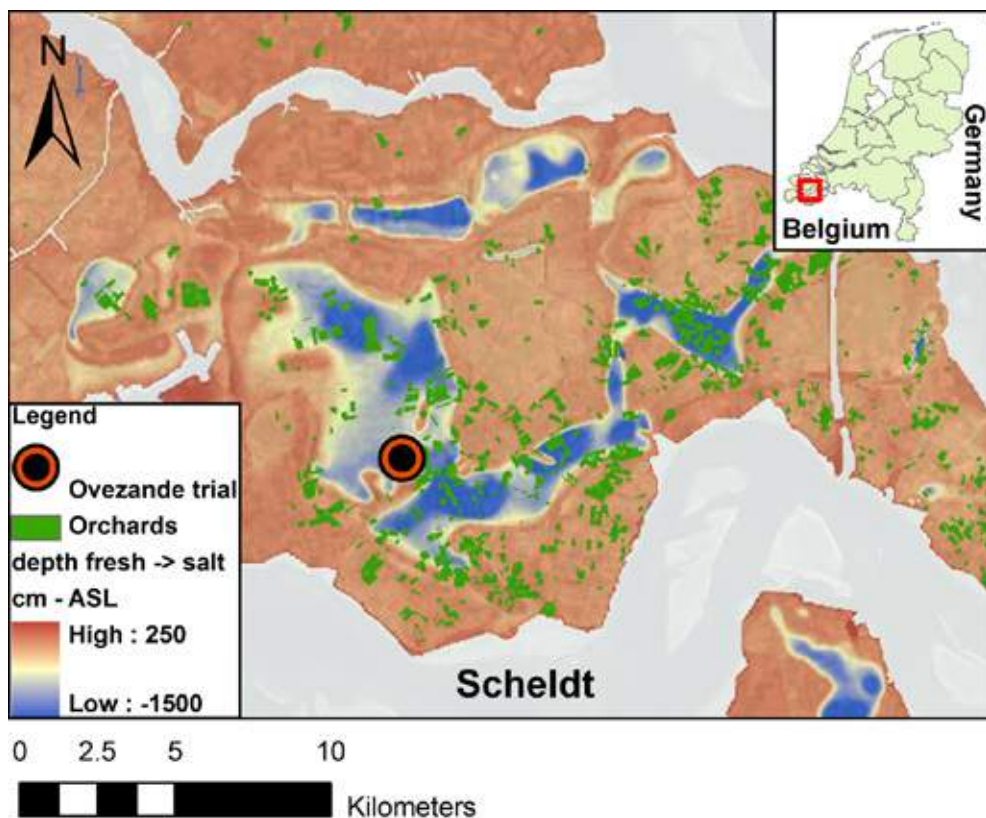 N
Germany
Belgium
Legend
Ovezande trial
Orchards
depth fresh -> salt
cm - ASL
High : 250
Low : -1500
Scheldt
0 2.5 5 10
Kilometers